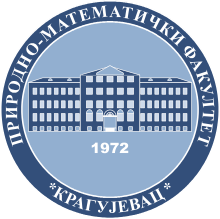 ПРИРОДНО-МАТЕМАТИЧКИ ФАКУЛТЕТ
1972
*КРАГУЈЕВАЦ*